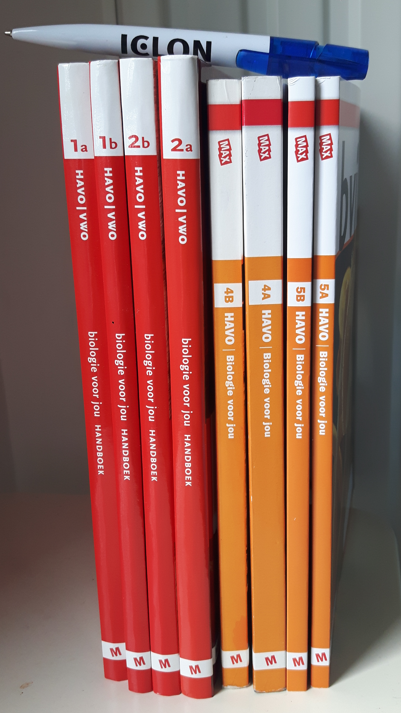 ICLON
1a HAVO|VWO biologie voor jou HANDBOEK M
1b HAVO|VWO biologie voor jou HANDBOEK M
2b HAVO|VWO biologie voor jou HANDBOEK M
2a HAVO|VWO biologie voor jou HANDBOEK M
MAX 4B HAVO | Biologie voor jou M
MAX 4A HAVO | Biologie voor jou M
MAX 5B HAVO | Biologie voor jou M
MAX 5A HAVO | Biologie voor jou M